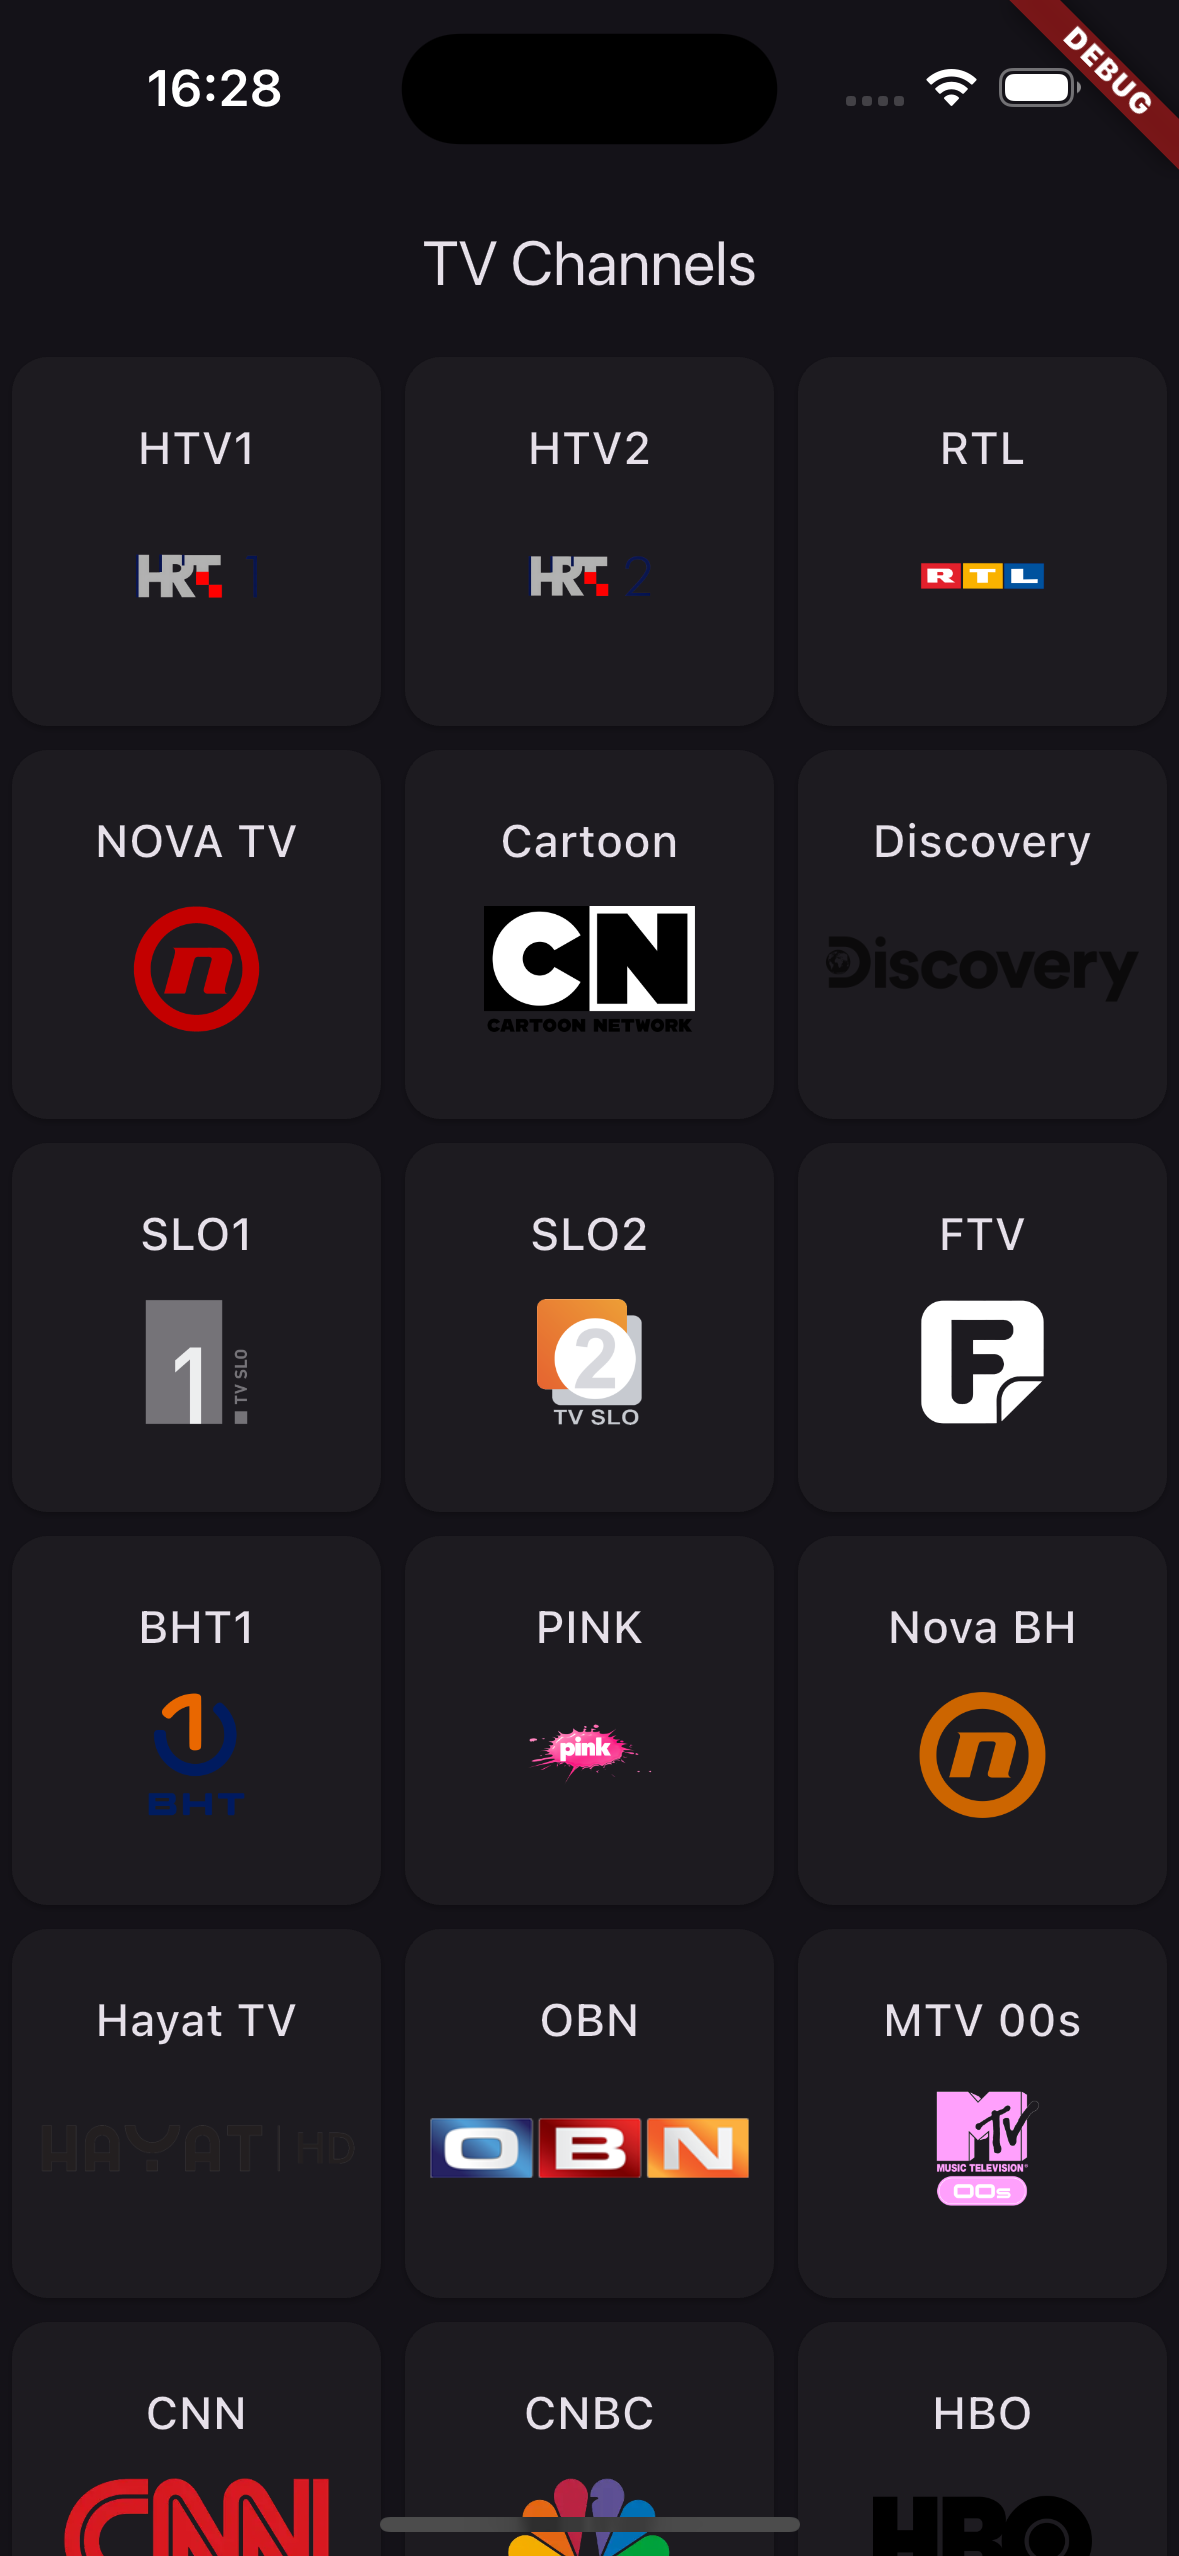 16:28
DEBUG
TV Channels
HTV1
HTV2
RTL
HRT 1
HRT 2
RTL
NOVA TV
Cartoon
Discovery
n
CN
CARTOON NETWORK
Discovery
SLO1
SLO2
FTV
1
TV SLO
2
TV SLO
F
BHT1
PINK
Nova BH
1
BHT
pink
n
Hayat TV
OBN
MTV 00s
HAYAT HD
OBN
MTV
MUSIC TELEVISION
00s
CNN
CNBC
HBO
CNN
HBO